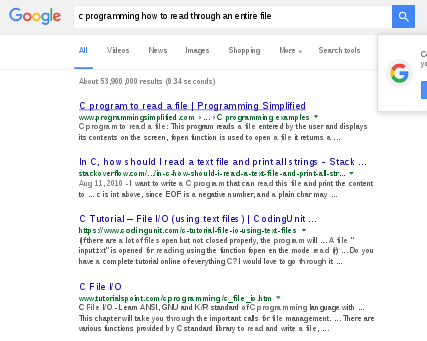 Google
c programming how to read through an entire file
All Videos News Images Shopping More Search tools
About 53,900,000 results (0.34 seconds)
C program to read a file | Programming Simplified
www.programmingsimplified.com › ... › C programming examples
C program to read a file: This program reads a file entered by the user and displays
its contents on the screen, fopen function is used to open a file it returns a ...
In C, how should I read a text file and print all strings - Stack ...
stackoverflow.com/.../in-c-how-should-i-read-a-text-file-and-print-all-str...
Aug 11, 2010 - I want to write a C program that can read this file and print the content
to ... c is int above, since EOF is a negative number, and a plain char may ...
C Tutorial – File I/O (using text files) | CodingUnit ...
https://www.codingunit.com/c-tutorial-file-io-using-text-files
(If there are a lot of files open but not closed properly, the program will ... A file "
input.txt" is opened for reading using the function fopen en the mode read (r) ... Do you
have a complete tutorial online of everything C? I would love to go through it ...
C File I/O
www.tutorialspoint.com/cprogramming/c_file_io.htm
C File I/O - Learn ANSI, GNU and K/R standard of C programming language with ...
This chapter will take you through the important calls for file management. ... There are
various functions provided by C standard library to read and write a file, ...
G
yo